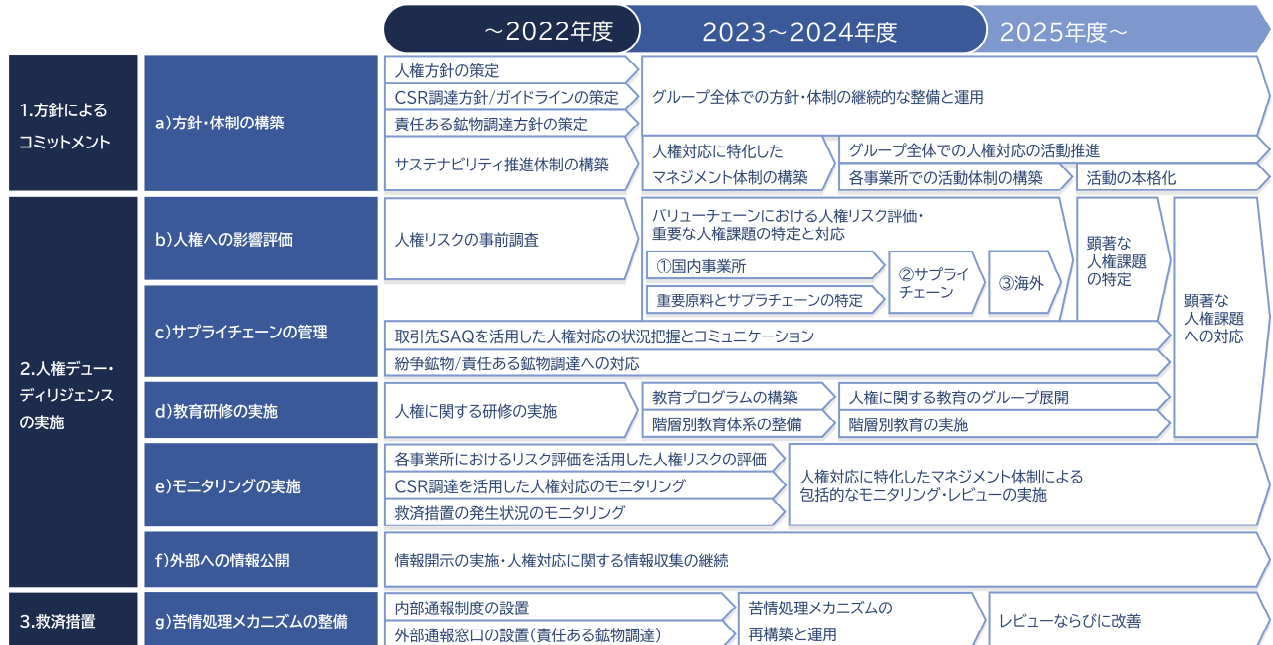 ～2022年度
2023～2024年度
2025年度～
1.方針による
コミットメント
a)方針・体制の構築
人権方針の策定
CSR調達方針/ガイドラインの策定
責任ある鉱物調達方針の策定
サステナビリティ推進体制の構築
グループ全体での方針・体制の継続的な整備と運用
人権対応に特化した
マネジメント体制の構築
グループ全体での人権対応の活動推進
各事業所での活動体制の構築
活動の本格化
2.人権デュー・
ディリジェンス
の実施
b)人権への影響評価
人権リスクの事前調査
バリューチェーンにおける人権リスク評価・
重要な人権課題の特定と対応
①国内事業所
重要原料とサプラチェーンの特定
②サプライ
チェーン
③海外
顕著な
人権課題
の特定
顕著な
人権課題
への対応
c)サプライチェーンの管理
取引先SAQを活用した人権対応の状況把握とコミュニケーション
紛争鉱物/責任ある鉱物調達への対応
d)教育研修の実施
人権に関する研修の実施
教育プログラムの構築
階層別教育体系の整備
人権に関する教育のグループ展開
階層別教育の実施
e)モニタリングの実施
各事業所におけるリスク評価を活用した人権リスクの評価
CSR調達を活用した人権対応のモニタリング
救済措置の発生状況のモニタリング
人権対応に特化したマネジメント体制による
包括的なモニタリング・レビューの実施
f)外部への情報公開
情報開示の実施・人権対応に関する情報収集の継続
3.救済措置
g)苦情処理メカニズムの整備
内部通報制度の設置
外部通報窓口の設置(責任ある鉱物調達)
苦情処理メカニズムの
再構築と運用
レビューならびに改善